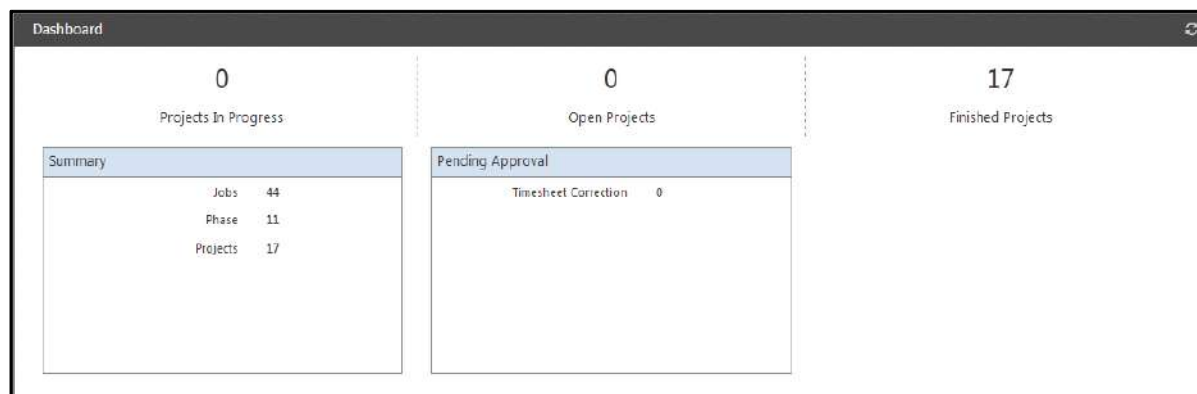 Dashboard
0
Projects In Progress
0
Open Projects
17
Finished Projects
Summary
Jobs 44
Phase 11
Projects 17
Pending Approval
Timesheet Correction 0